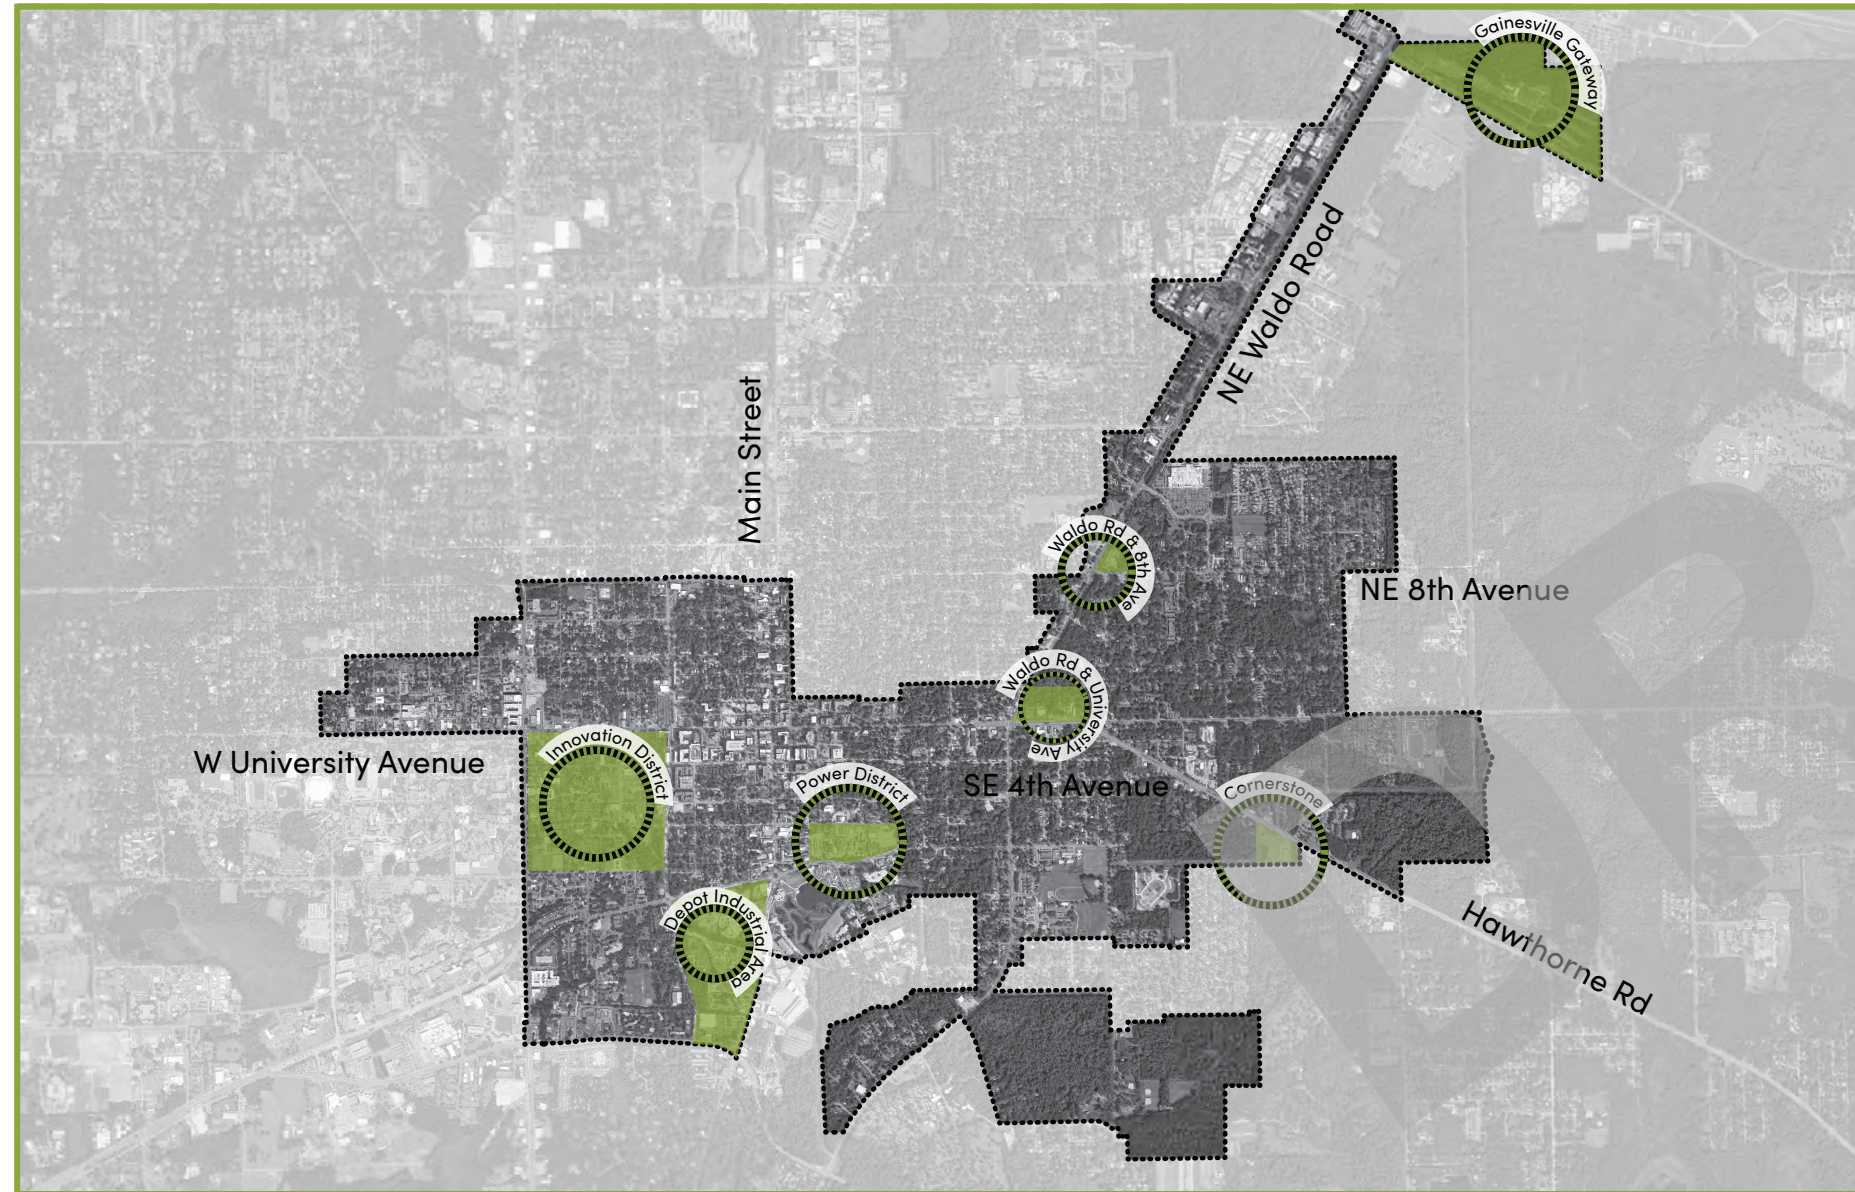 Gainesville Gateway
NE Waldo Road
Main Street
Waldo Rd & 8th Ave
NE 8th Avenue
Waldo Rd & University Ave
W University Avenue
Innovation District
Power District
SE 4th Avenue
Cornerstone
Depot Industrial Area
Hawthorne Rd